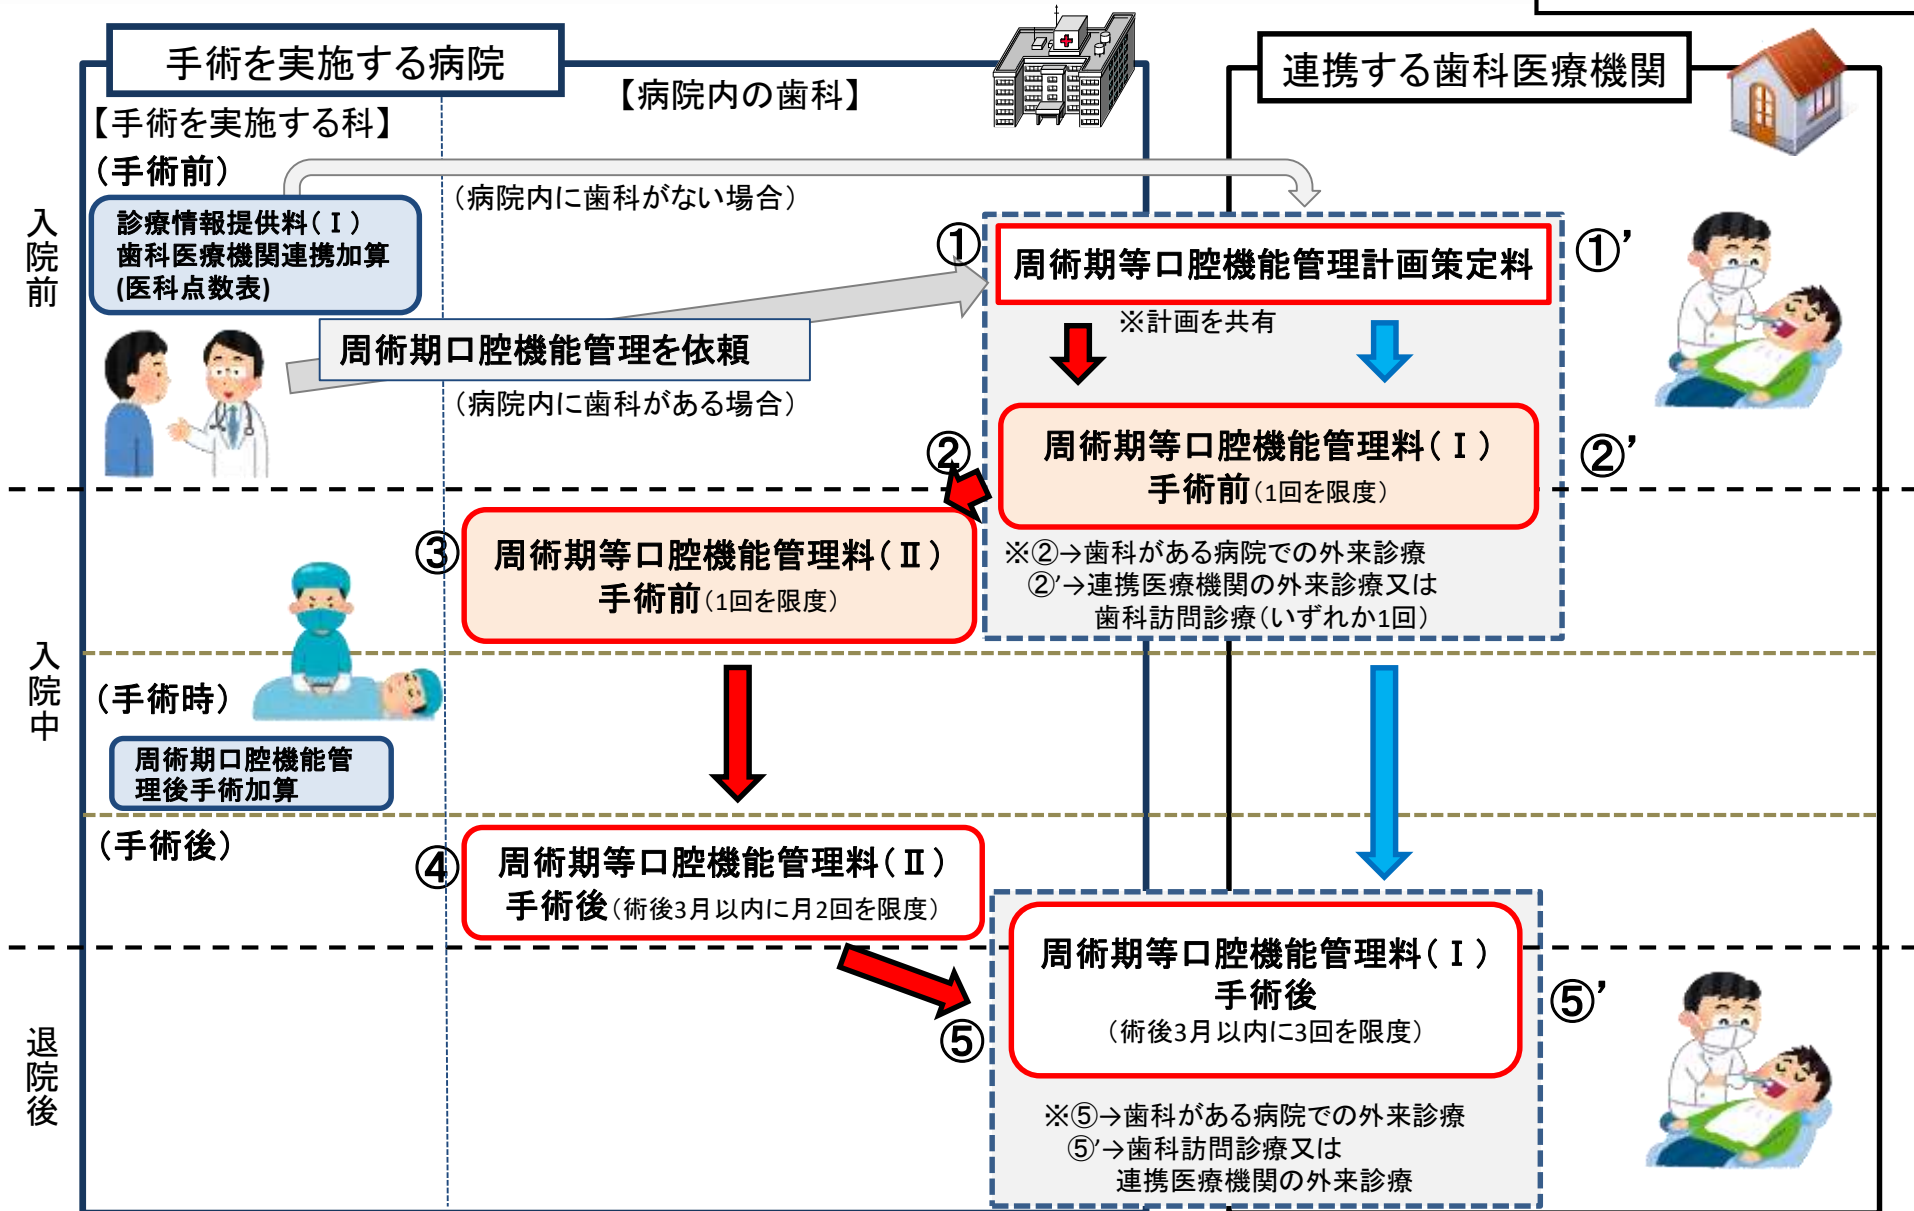 手術を実施する病院
【病院内の歯科】
連携する歯科医療機関
【手術を実施する科】
(手術前)
入院前
診療情報提供料(Ⅰ)
歯科医療機関連携加算
(医科点数表)
(病院内に歯科がない場合)
周術期口腔機能管理を依頼
(病院内に歯科がある場合)
①
周術期等口腔機能管理計画策定料
①’
※計画を共有
②
周術期等口腔機能管理料(Ⅰ)
手術前(1回を限度)
②’
※②→歯科がある病院での外来診療
②’→連携医療機関の外来診療又は
歯科訪問診療(いずれか1回)
入院中
③
周術期等口腔機能管理料(Ⅱ)
手術前(1回を限度)
(手術時)
周術期口腔機能管
理後手術加算
(手術後)
④
周術期等口腔機能管理料(Ⅱ)
手術後(術後3月以内に月2回を限度)
退院後
⑤
周術期等口腔機能管理料(Ⅰ)
手術後
(術後3月以内に3回を限度)
⑤’
※⑤→歯科がある病院での外来診療
⑤’→歯科訪問診療又は
連携医療機関の外来診療